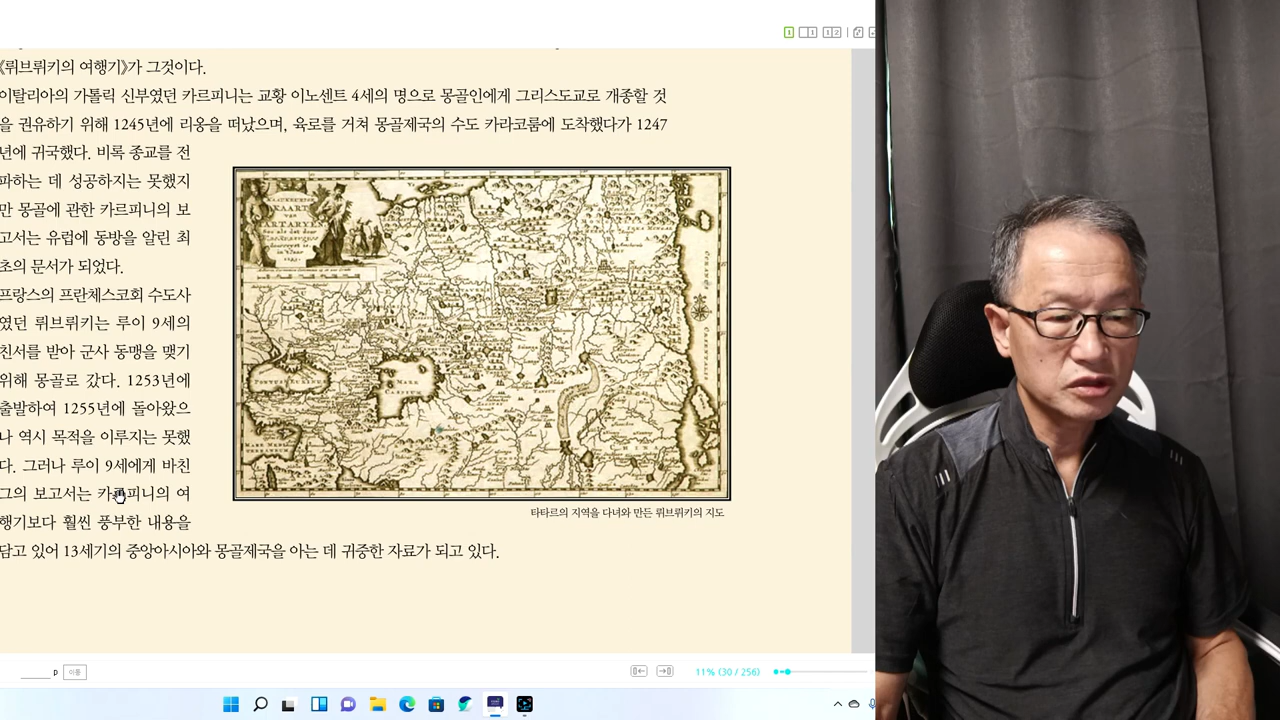 《뤼브뤼키의 여행기》가 그것이다.
이탈리아의 가톨릭 신부였던 카르피니는 교황 이노센트 4세의 명으로 몽골인에게 그리스도교로 개종할 것
을 권유하기 위해 1245년에 리옹을 떠났으며, 육로를 거쳐 몽골제국의 수도 카라코룸에 도착했다가 1247
년에 귀국했다. 비록 종교를 전
파하는 데 성공하지는 못했지
만 몽골에 관한 카르피니의 보
고서는 유럽에 동방을 알린 최
초의 문서가 되었다.
프랑스의 프란체스코회 수도사
였던 뤼브뤼키는 루이 9세의
친서를 받아 군사 동맹을 맺기
위해 몽골로 갔다. 1253년에
출발하여 1255년에 돌아왔으
나 역시 목적을 이루지는 못했
다. 그러나 루이 9세에게 바친
그의 보고서는 카르피니의 여
행기보다 훨씬 풍부한 내용을
담고 있어 13세기의 중앙아시아와 몽골제국을 아는 데 귀중한 자료가 되고 있다.
KAART
van
TARTARYEN
MARE
CASPIUM
CHINA
타타르의 지역을 다녀와 만든 뤼브뤼키의 지도
p 이동
11% (30 / 256)